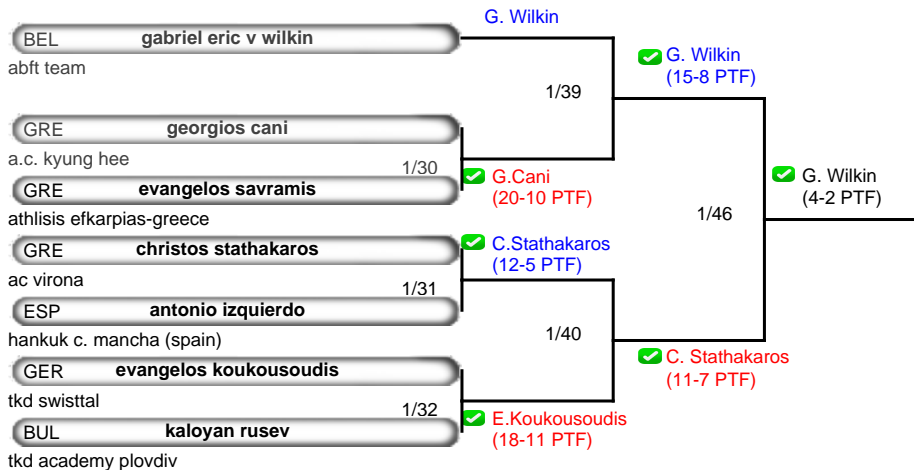 G. Wilkin
BEL gabriel eric v wilkin
abft team
G. Wilkin
(15-8 PTF)
1/39
GRE georgios cani
a.c. kyung hee
1/30
G.Cani
(20-10 PTF)
GRE evangelos savramis
athlisis efkarpias-greece
G. Wilkin
(4-2 PTF)
1/46
GRE christos stathakaros
ac virona
C.Stathakaros
(12-5 PTF)
1/31
ESP antonio izquierdo
hankuk c. mancha (spain)
1/40
C. Stathakaros
(11-7 PTF)
GER evangelos koukousoudis
tkd swisttal
1/32
E.Koukousoudis
(18-11 PTF)
BUL kaloyan rusev
tkd academy plovdiv